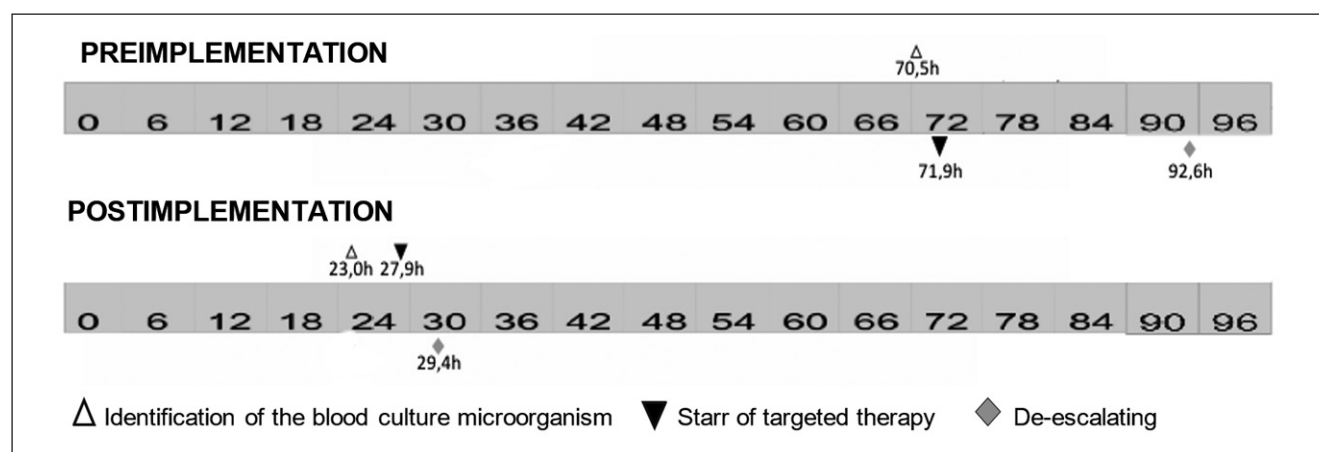 PREIMPLEMENTATION
70,5h
0 6 12 18 24 30 36 42 48 54 60 66 72 78 84 90 96
71,9h 92,6h
POSTIMPLEMENTATION
23,0h 27,9h
0 6 12 18 24 30 36 42 48 54 60 66 72 78 84 90 96
29,4h
Identification of the blood culture microorganism Starr of targeted therapy De-escalating